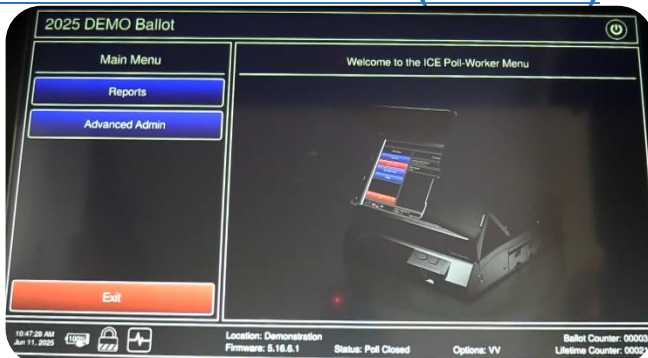 2025 DEMO Ballot
Main Menu
Welcome to the ICE Poll-Worker Menu
Reports
Advanced Admin
Exit
10:47:28 AM
Jun 11, 2025
100%
Location: Demonstration
Firmware: 5.16.6.1
Status: Poll Closed
Options: VV
Ballot Counter: 00003
Lifetime Counter: 00021